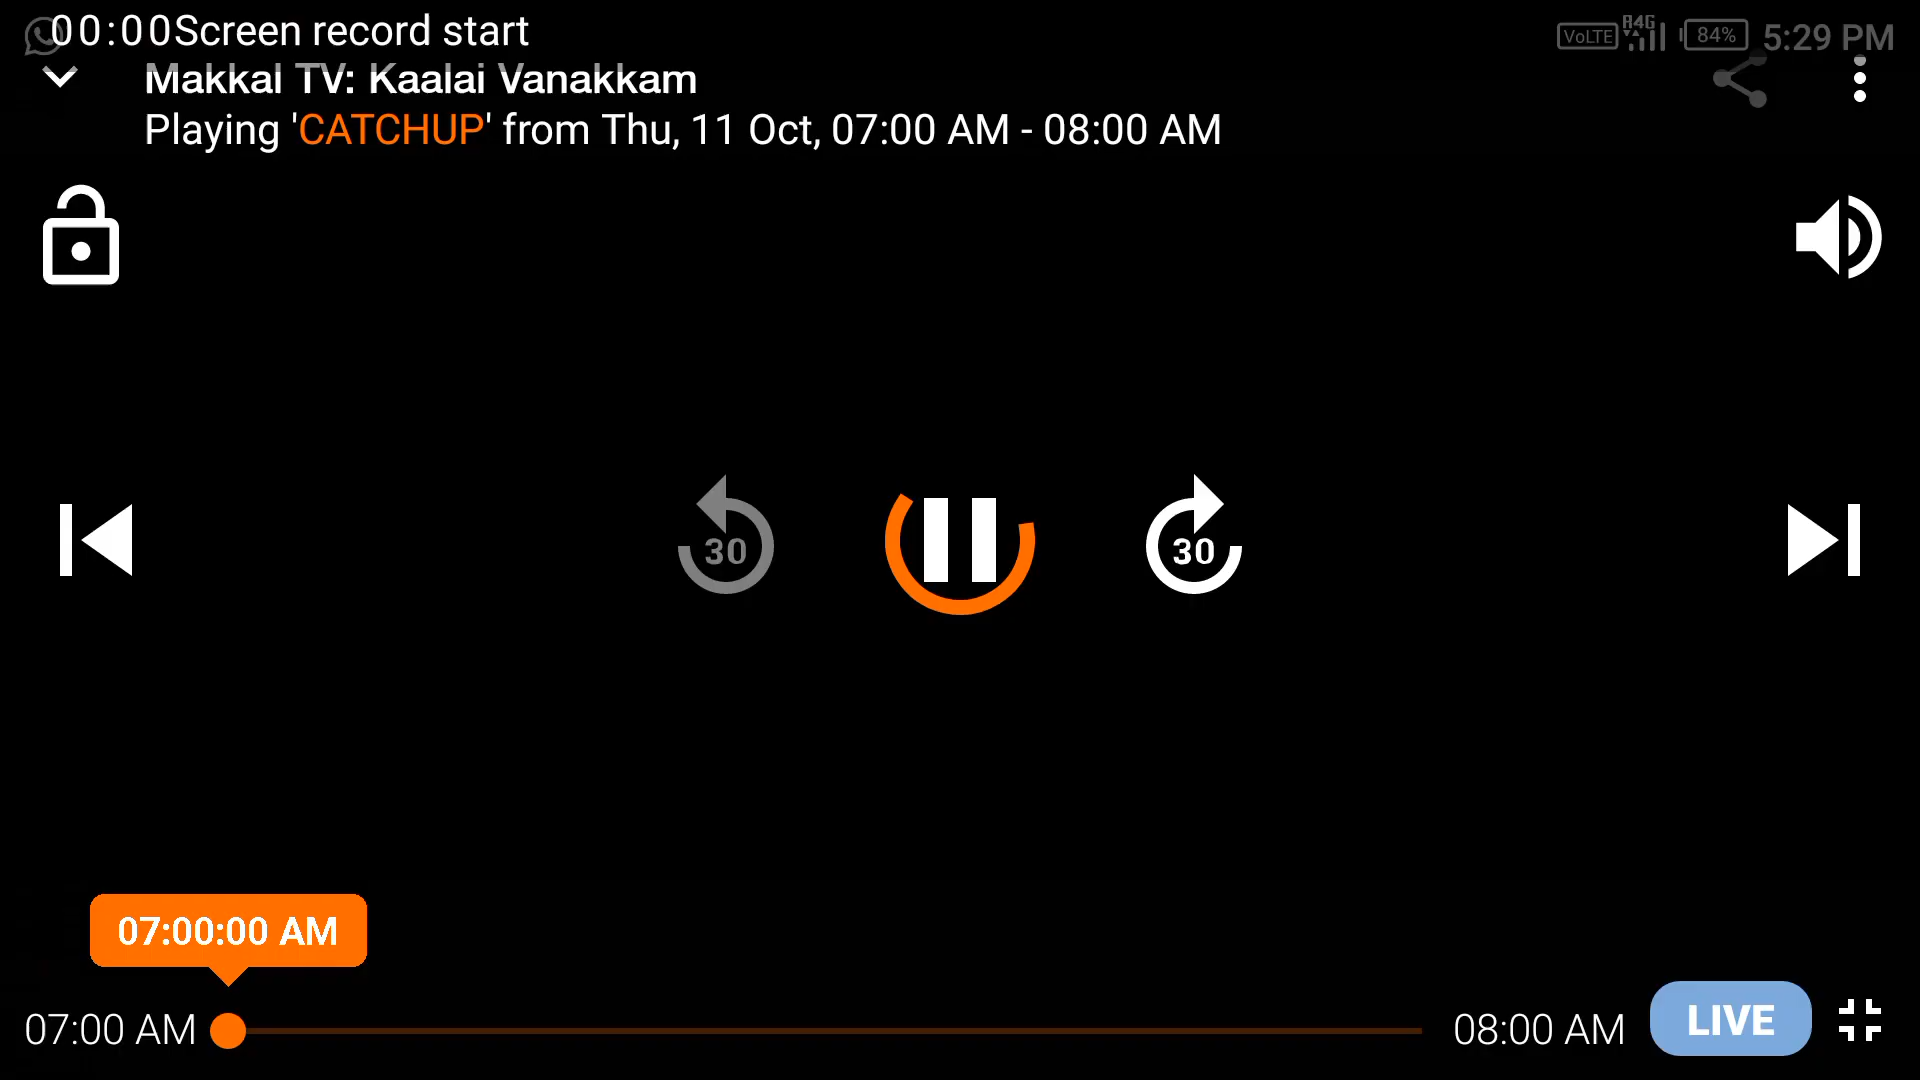 00:00Screen record start
VoLTE R4G 84% 5:29 PM
Makkal TV: Kaalai Vanakkam
Playing 'CATCHUP' from Thu, 11 Oct, 07:00 AM - 08:00 AM
30
30
07:00:00 AM
07:00 AM
08:00 AM
LIVE